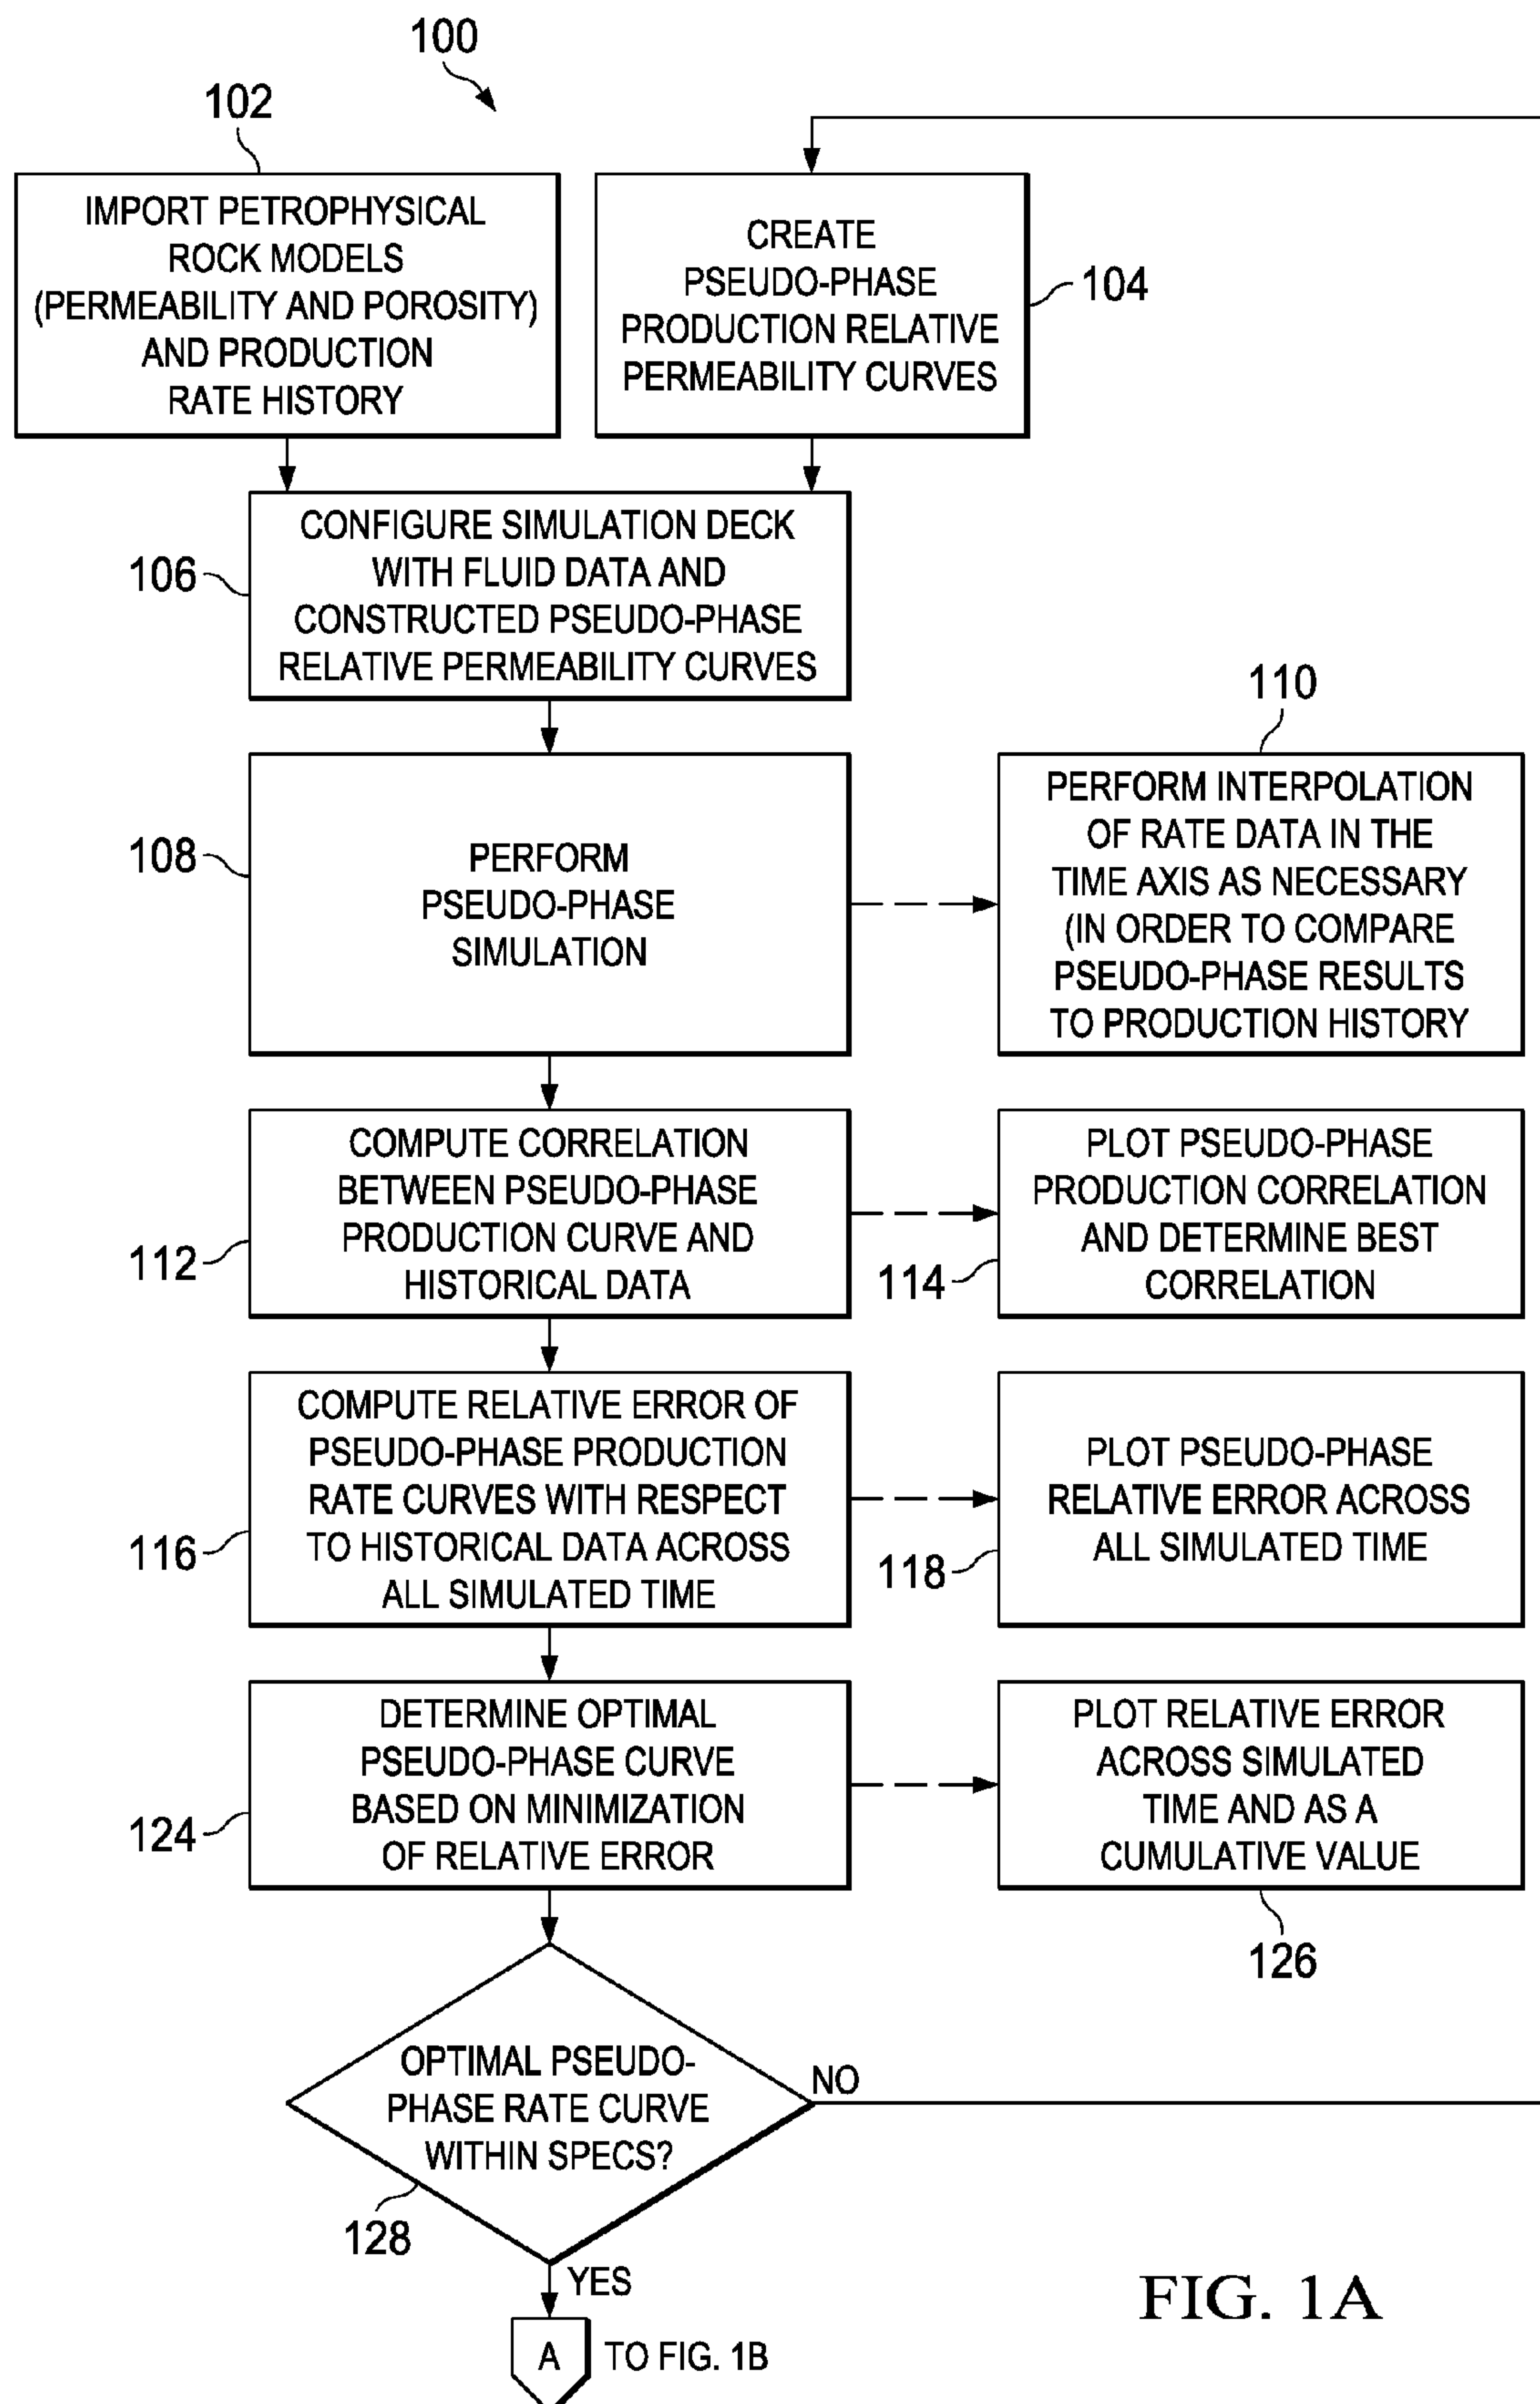 100
102
IMPORT PETROPHYSICAL
ROCK MODELS
(PERMEABILITY AND POROSITY)
AND PRODUCTION
RATE HISTORY
CREATE
PSEUDO-PHASE
PRODUCTION RELATIVE
PERMEABILITY CURVES
104
CONFIGURE SIMULATION DECK
WITH FLUID DATA AND
CONSTRUCTED PSEUDO-PHASE
RELATIVE PERMEABILITY CURVES
106
PERFORM
PSEUDO-PHASE
SIMULATION
108
110
PERFORM INTERPOLATION
OF RATE DATA IN THE
TIME AXIS AS NECESSARY
(IN ORDER TO COMPARE
PSEUDO-PHASE RESULTS
TO PRODUCTION HISTORY
COMPUTE CORRELATION
BETWEEN PSEUDO-PHASE
PRODUCTION CURVE AND
HISTORICAL DATA
112
PLOT PSEUDO-PHASE
PRODUCTION CORRELATION
AND DETERMINE BEST
CORRELATION
114
COMPUTE RELATIVE ERROR OF
PSEUDO-PHASE PRODUCTION
RATE CURVES WITH RESPECT
TO HISTORICAL DATA ACROSS
ALL SIMULATED TIME
116
PLOT PSEUDO-PHASE
RELATIVE ERROR ACROSS
ALL SIMULATED TIME
118
DETERMINE OPTIMAL
PSEUDO-PHASE CURVE
BASED ON MINIMIZATION
OF RELATIVE ERROR
124
PLOT RELATIVE ERROR
ACROSS SIMULATED
TIME AND AS A
CUMULATIVE VALUE
126
OPTIMAL PSEUDO-
PHASE RATE CURVE
WITHIN SPECS?
NO
128
YES
A
TO FIG. 1B
FIG. 1A